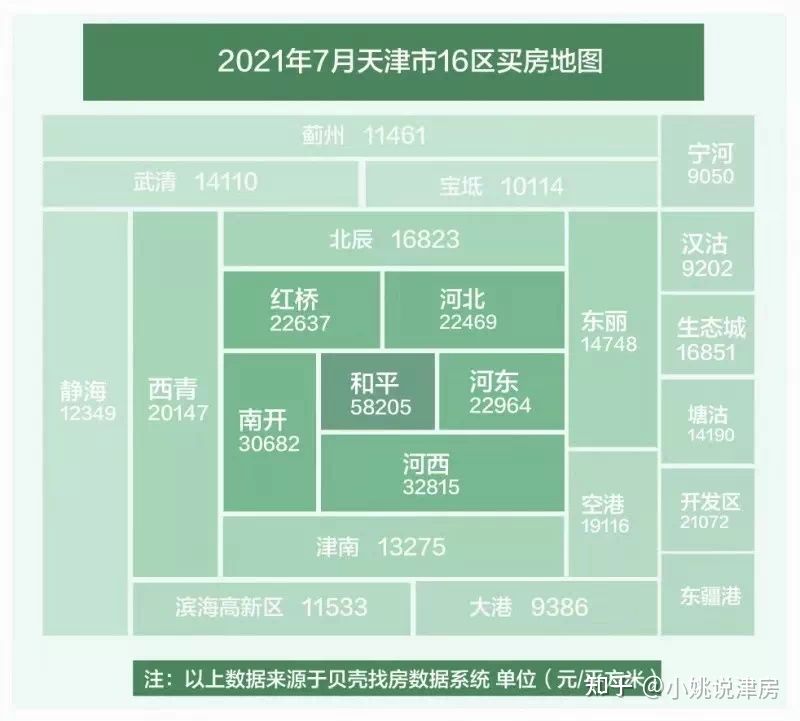 2021年7月天津市16区买房地图
蓟州 11461
宁河
9050
武清 14110
宝坻 10114
静海
12349
西青
20147
北辰 16823
红桥
22637
河北
22469
南开
30682
和平
58205
河东
22964
河西
32815
津南 13275
东丽
14748
空港
19116
汉沽
9202
生态城
16851
塘沽
14190
开发区
21072
东疆港
滨海高新区 11533
大港 9386
注：以上数据来源于贝壳找房数据系统 单位（元/平方米）
知乎 @小姚说津房